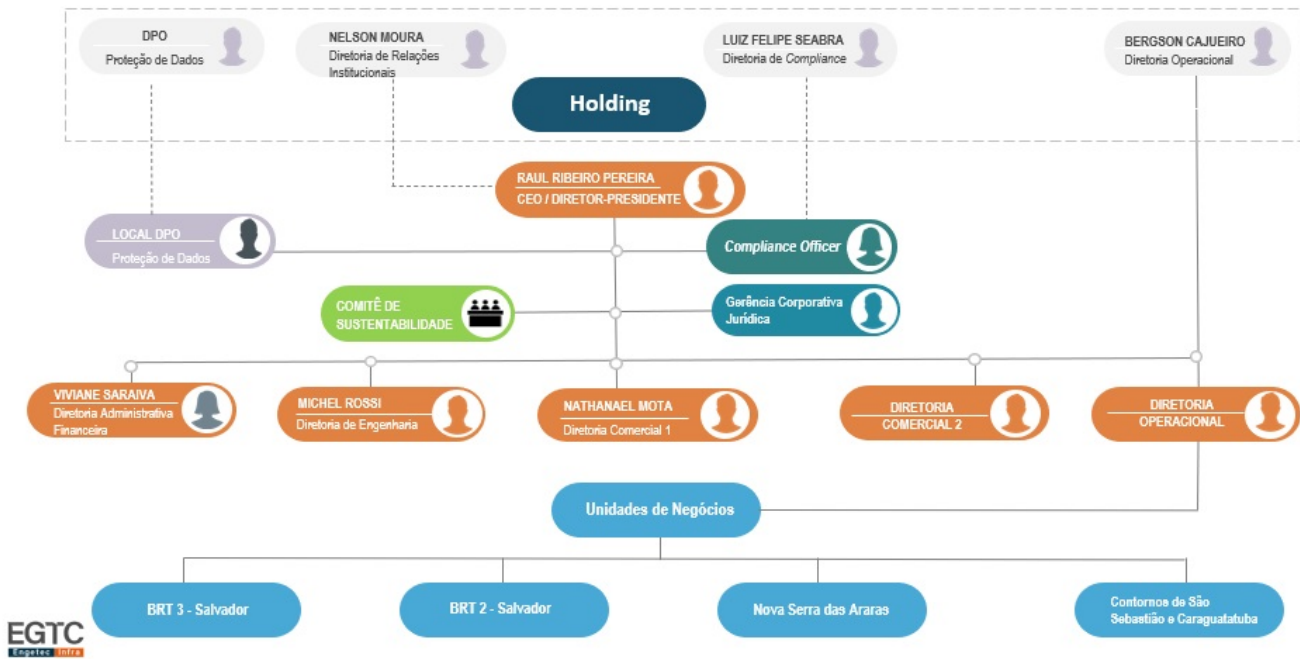 DPO
Proteção de Dados
NELSON MOURA
Diretoria de Relações
Institucionais
LUIZ FELIPE SEABRA
Diretoria de Compliance
BERGSON CAJUEIRO
Diretoria Operacional
Holding
RAUL RIBEIRO PEREIRA
CEO / DIRETOR-PRESIDENTE
LOCAL DPO
Proteção de Dados
Compliance Officer
COMITÊ DE
SUSTENTABILIDADE
Gerência Corporativa
Jurídica
VIVIANE SARAIVA
Diretoria Administrativa
Financeira
MICHEL ROSSI
Diretoria de Engenharia
NATHANAEL MOTA
Diretoria Comercial 1
DIRETORIA
COMERCIAL 2
DIRETORIA
OPERACIONAL
Unidades de Negócios
BRT 3 - Salvador
BRT 2 - Salvador
Nova Serra das Araras
Contornos de São
Sebastião e Caraguatatuba
EGTC
Engetec Infra